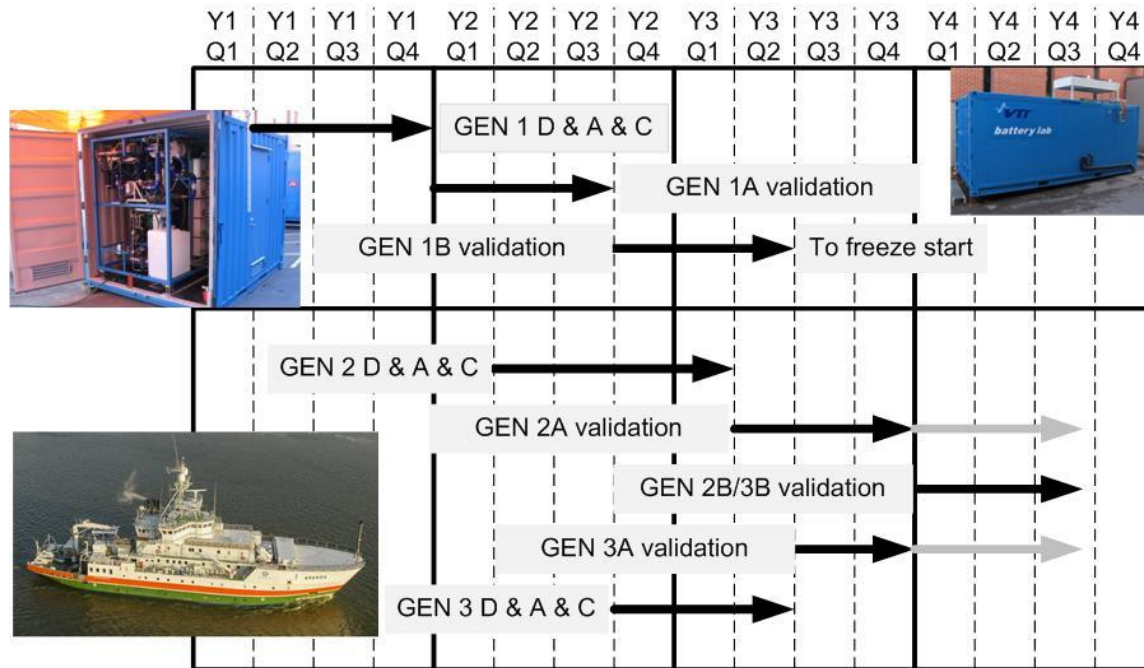 Y1 Y1 Y1 Y1 Y2 Y2 Y2 Y2 Y3 Y3 Y3 Y3 Y4 Y4 Y4 Y4
Q1 Q2 Q3 Q4 Q1 Q2 Q3 Q4 Q1 Q2 Q3 Q4 Q1 Q2 Q3 Q4
VTT
battery lab
GEN 1 D & A & C
GEN 1A validation
GEN 1B validation
To freeze start
GEN 2 D & A & C
GEN 2A validation
GEN 2B/3B validation
GEN 3A validation
GEN 3 D & A & C
ARANDA